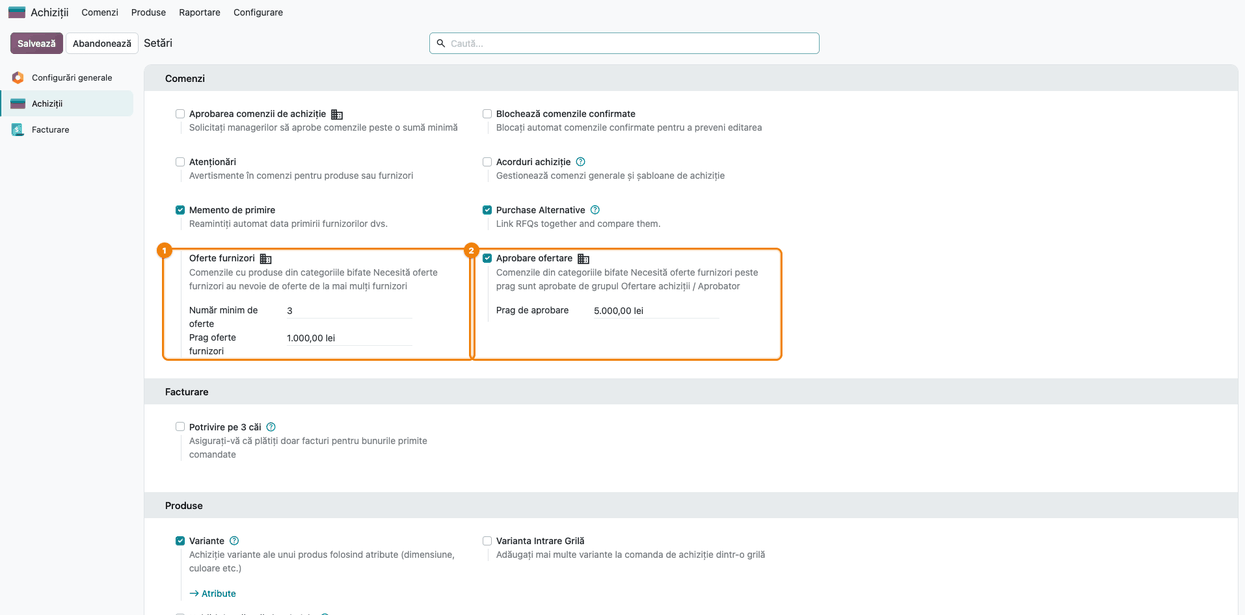 Achiziții Comenzi Produse Raportare Configurare
Salvează Abandonează Setări Caută...
Configurări generale
Achiziții
Facturare
Comenzi
Aprobarea comenzii de achiziție
Solicitați managerilor să aprobe comenzile peste o sumă minimă
Blochează comenzile confirmate
Blocați automat comenzile confirmate pentru a preveni editarea
Atenționări
Avertismente în comenzi pentru produse sau furnizori
Acorduri achiziție ?
Gestionează comenzi generale și șabloane de achiziție
Memento de primire
Reamintiți automat data primirii furnizorilor dvs.
Purchase Alternative ?
Link RFQs together and compare them.
1
Oferte furnizori
Comenzile cu produse din categoriile bifate Necesită oferte
furnizori au nevoie de oferte de la mai mulți furnizori
Număr minim de
oferte
3
Prag oferte
furnizori
1.000,00 lei
2
Aprobare ofertare
Comenzile din categoriile bifate Necesită oferte furnizori peste
prag sunt aprobate de grupul Ofertare achiziții / Aprobator
Prag de aprobare 5.000,00 lei
Facturare
Potrivire pe 3 căi ?
Asigurați-vă că plătiți doar facturi pentru bunurile primite
comandate
Produse
Variante ?
Achiziție variante ale unui produs folosind atribute (dimensiune,
culoare etc.)
→ Atribute
Varianta Intrare Grilă
Adăugați mai multe variante la comanda de achiziție dintr-o grilă